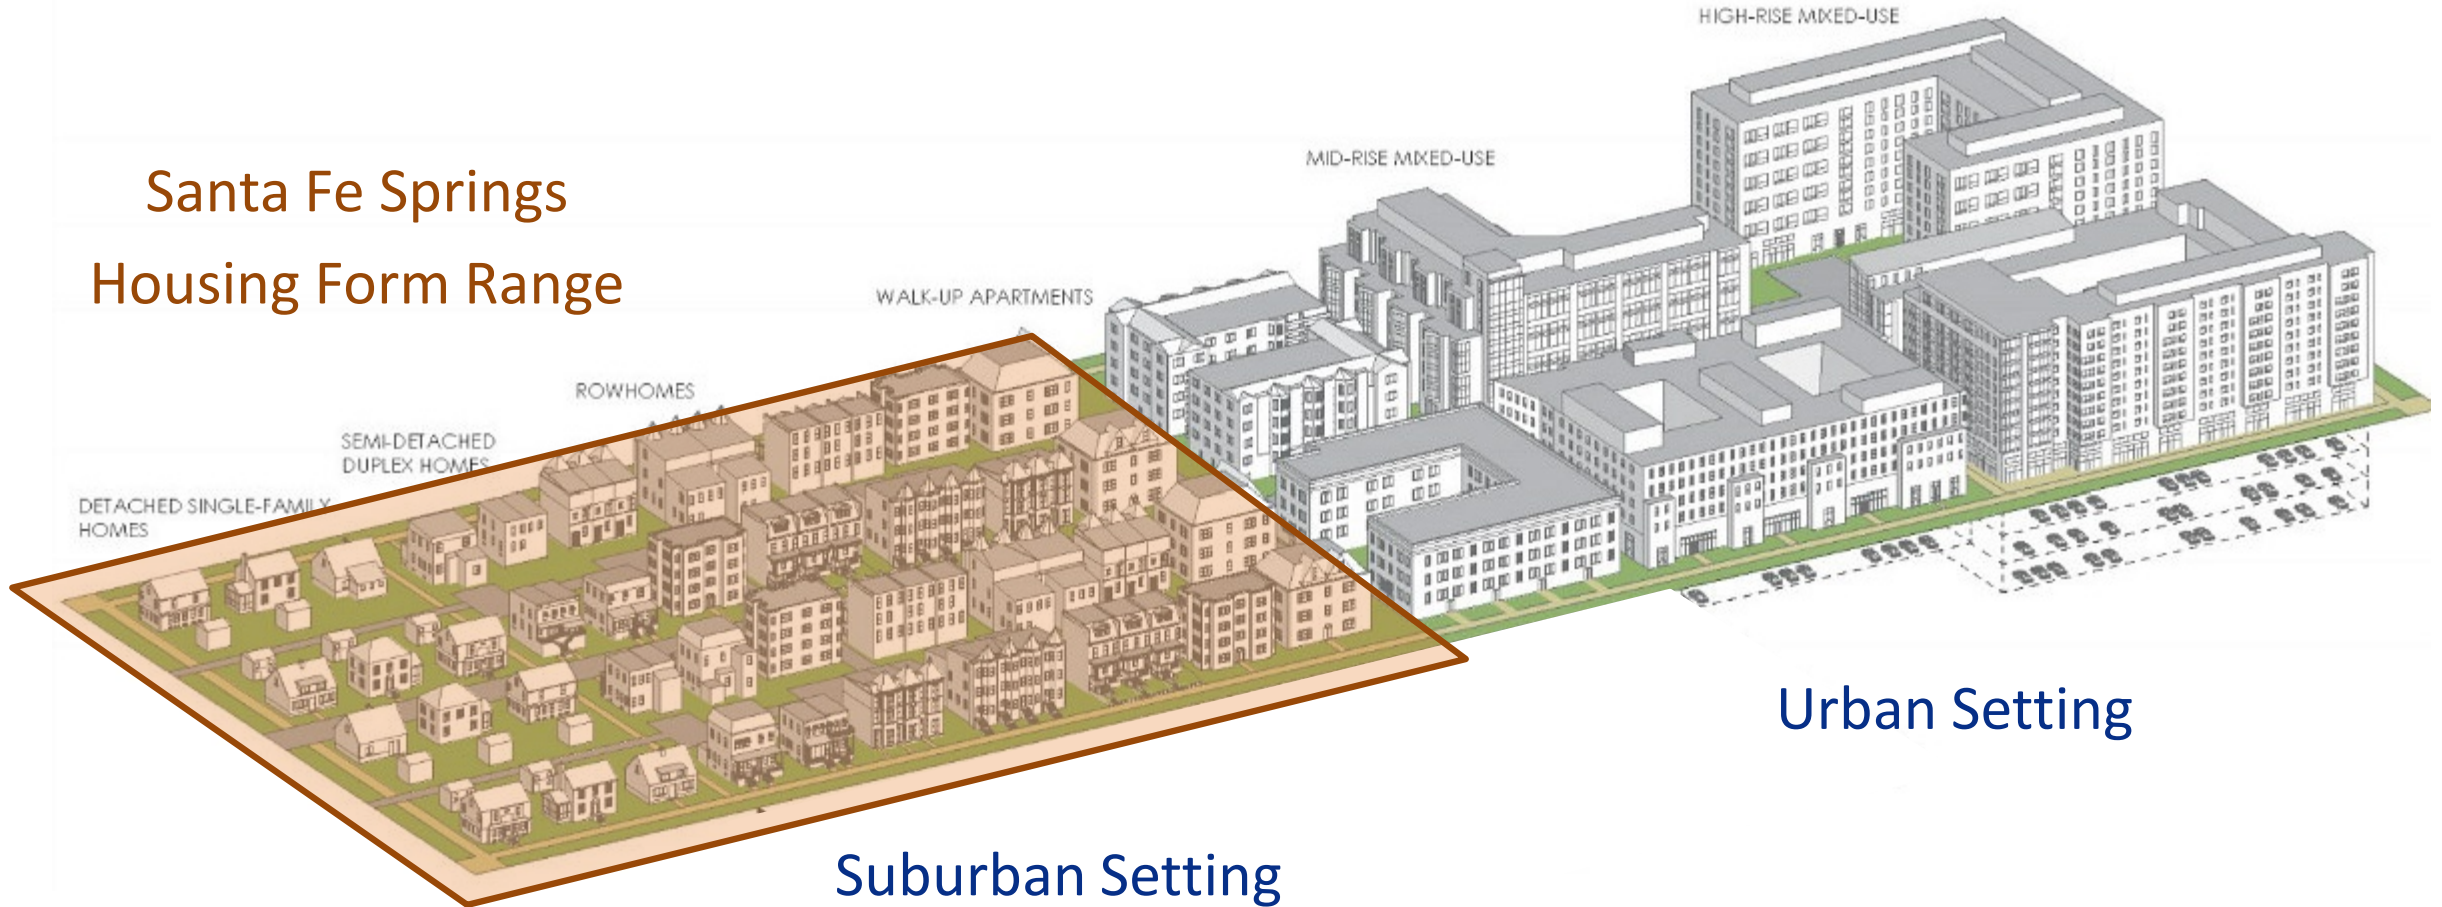 HIGH-RISE MIXED-USE
MID-RISE MIXED-USE
Santa Fe Springs
Housing Form Range
WALK-UP APARTMENTS
ROWHOMES
SEMI-DETACHED
DUPLEX HOMES
DETACHED SINGLE-FAMILY
HOMES
Urban Setting
Suburban Setting